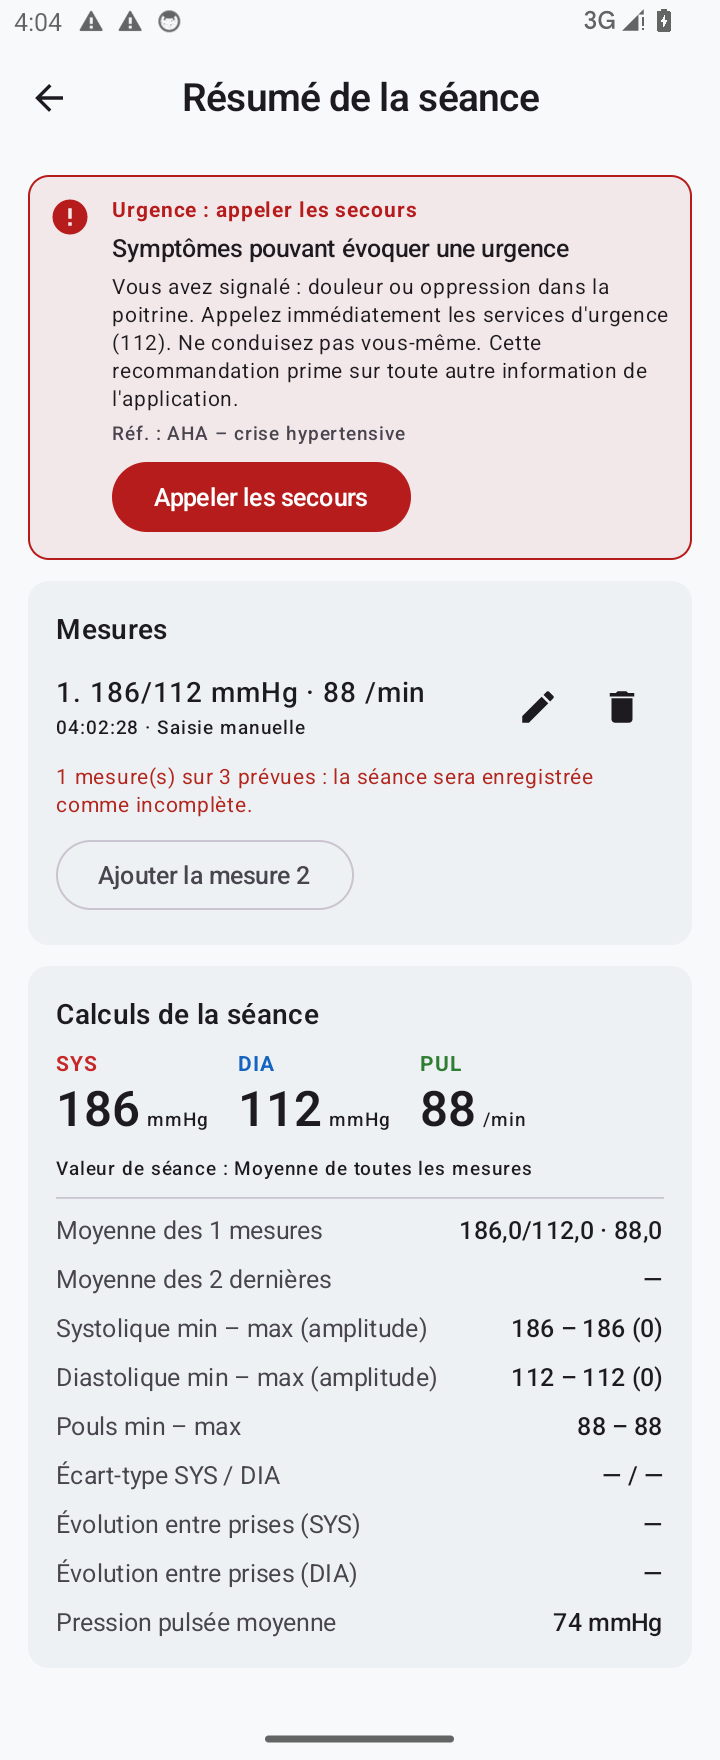 4:04
3G
Résumé de la séance
Urgence : appeler les secours
Symptômes pouvant évoquer une urgence
Vous avez signalé : douleur ou oppression dans la
poitrine. Appelez immédiatement les services d'urgence
(112). Ne conduisez pas vous-même. Cette
recommandation prime sur toute autre information de
l'application.
Réf. : AHA – crise hypertensive
Appeler les secours
Mesures
1. 186/112 mmHg · 88 /min
04:02:28 · Saisie manuelle
1 mesure(s) sur 3 prévues : la séance sera enregistrée
comme incomplète.
Ajouter la mesure 2
Calculs de la séance
SYS DIA PUL
186 mmHg 112 mmHg 88 /min
Valeur de séance : Moyenne de toutes les mesures
Moyenne des 1 mesures 186,0/112,0 · 88,0
Moyenne des 2 dernières —
Systolique min – max (amplitude) 186 – 186 (0)
Diastolique min – max (amplitude) 112 – 112 (0)
Pouls min – max 88 – 88
Écart-type SYS / DIA — / —
Évolution entre prises (SYS) —
Évolution entre prises (DIA) —
Pression pulsée moyenne 74 mmHg